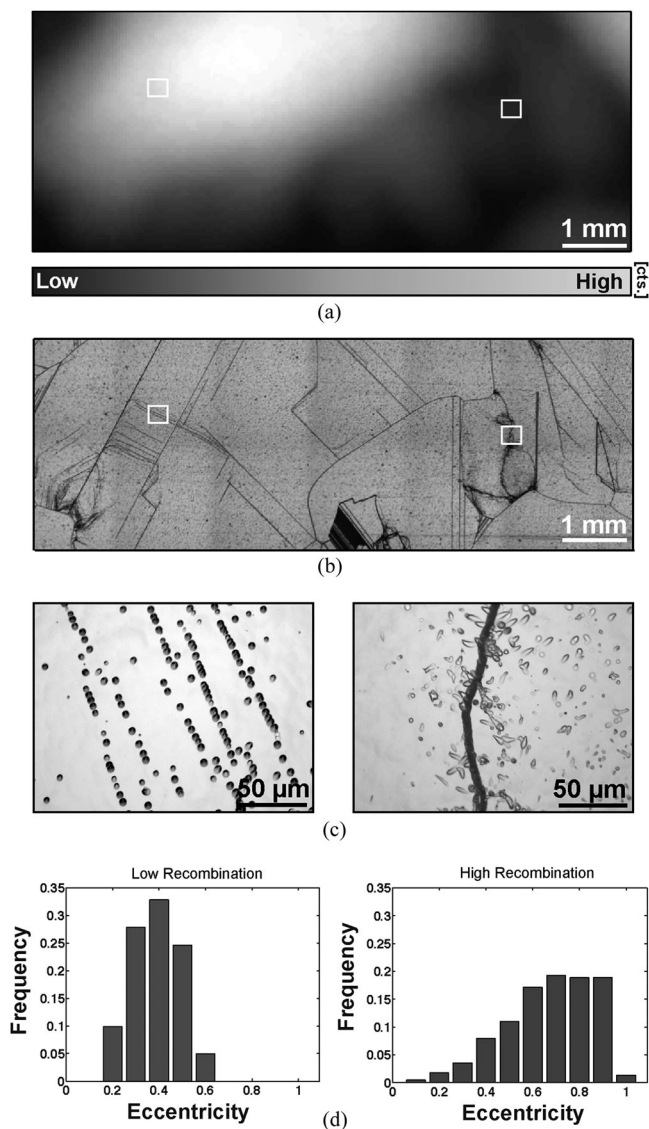 1 mm
Low High [cts.]
(a)
1 mm
(b)
50 µm 50 µm
(c)
Low Recombination High Recombination
0.35 0.35
0.3 0.3
0.25 0.25
0.2 0.2
0.15 0.15
0.1 0.1
0.05 0.05
0 0
Frequency Frequency
0 0.2 0.4 0.6 0.8 1 0 0.2 0.4 0.6 0.8 1
Eccentricity Eccentricity
(d)